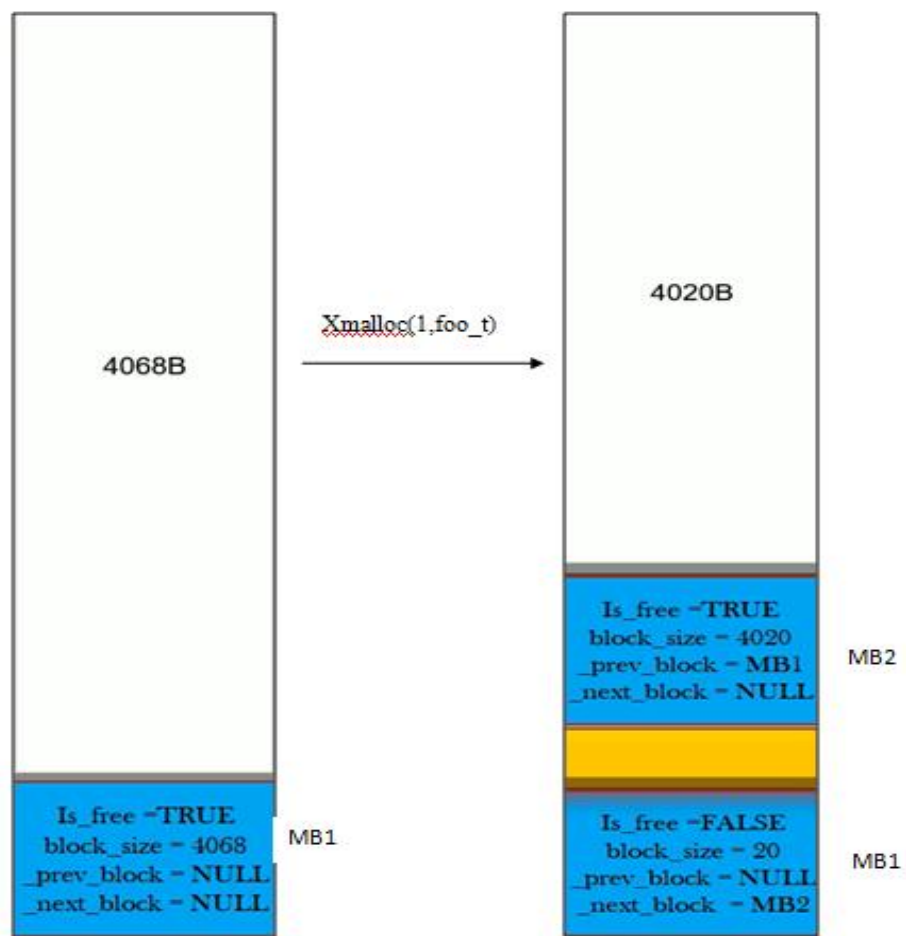 4068B
Is_free =TRUE
block_size = 4068
_prev_block = NULL
_next_block = NULL
MB1
Xmalloc(1,foo_t)
4020B
Is_free =TRUE
block_size = 4020
_prev_block = MB1
_next_block = NULL
MB2
Is_free =FALSE
block_size = 20
_prev_block = NULL
_next_block = MB2
MB1